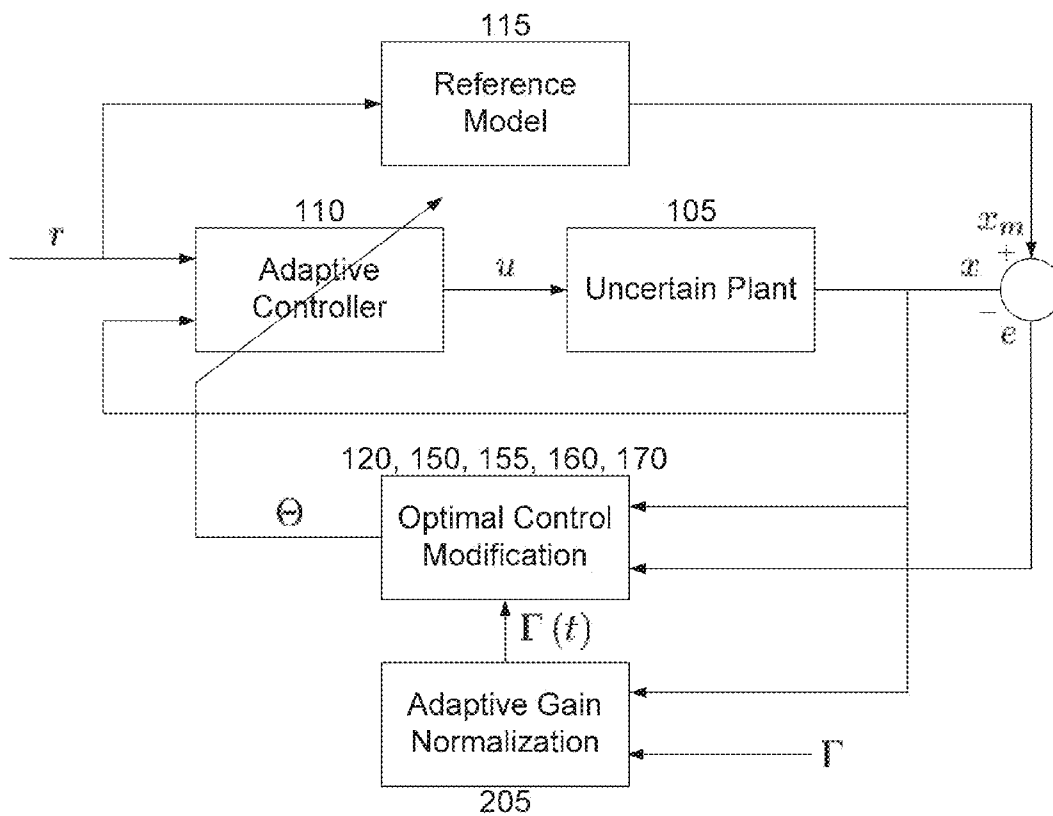 115
Reference
Model
110
105
r
x_m
+
Adaptive
Controller
u
Uncertain Plant
x
−
e
120, 150, 155, 160, 170
Θ
Optimal Control
Modification
Γ (t)
Adaptive Gain
Normalization
Γ
205